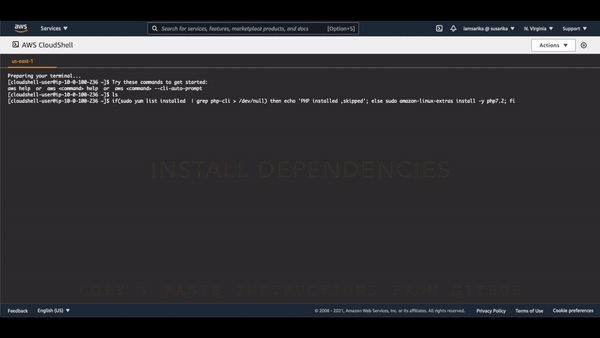 aws
Services ▼
Search for services, features, marketplace products, and docs [Option+S]
iamsarika @ susarika ▼
N. Virginia ▼
Support ▼
AWS CloudShell
Actions ▼
us-east-1
Preparing your terminal...
[cloudshell-user@ip-10-0-100-236 ~]$ Try these commands to get started:
aws help  or  aws <command> help  or  aws <command> --cli-auto-prompt
[cloudshell-user@ip-10-0-100-236 ~]$ ls
[cloudshell-user@ip-10-0-100-236 ~]$ if(sudo yum list installed  | grep php-cli > /dev/null) then echo 'PHP installed ,skipped'; else sudo amazon-linux-extras install -y php7.2; fi
INSTALL DEPENDENCIES
Feedback
English (US) ▼
© 2008 - 2021, Amazon Web Services, Inc. or its affiliates. All rights reserved.
Privacy Policy
Terms of Use
Cookie preferences